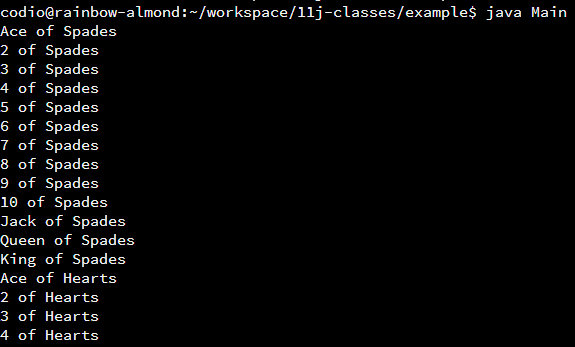 codio@rainbow-almond:~/workspace/11j-classes/example$ java Main
Ace of Spades
2 of Spades
3 of Spades
4 of Spades
5 of Spades
6 of Spades
7 of Spades
8 of Spades
9 of Spades
10 of Spades
Jack of Spades
Queen of Spades
King of Spades
Ace of Hearts
2 of Hearts
3 of Hearts
4 of Hearts